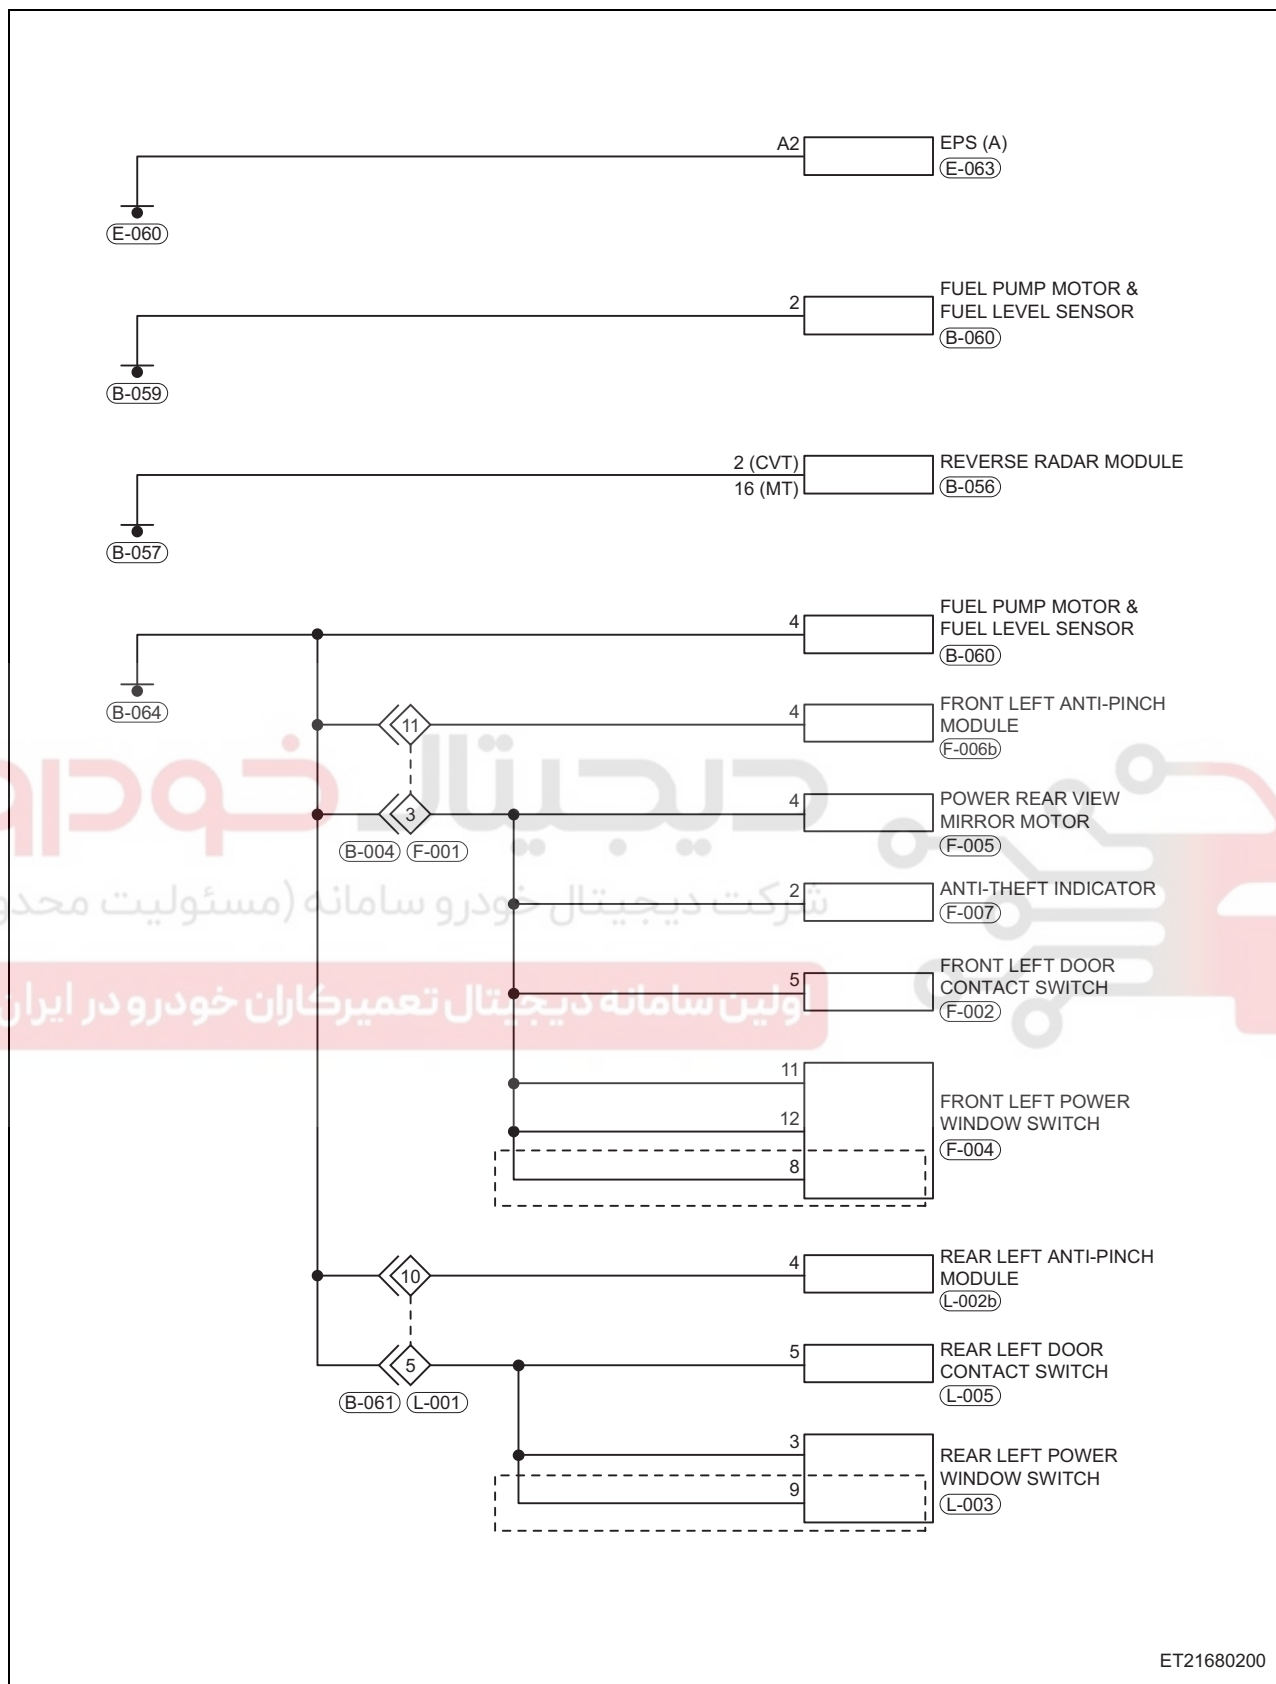 A2
EPS (A)
E-063
E-060
2
FUEL PUMP MOTOR &
FUEL LEVEL SENSOR
B-060
B-059
2 (CVT)
16 (MT)
REVERSE RADAR MODULE
B-056
B-057
4
FUEL PUMP MOTOR &
FUEL LEVEL SENSOR
B-060
B-064
11
4
FRONT LEFT ANTI-PINCH
MODULE
F-006b
دیجیتال خودرو
3
4
POWER REAR VIEW
MIRROR MOTOR
F-005
B-004 F-001
شرکت دیجیتال خودرو سامانه (مسئولیت محدو
2
ANTI-THEFT INDICATOR
F-007
اولین سامانه دیجیتال تعمیرکاران خودرو در ایران
5
FRONT LEFT DOOR
CONTACT SWITCH
F-002
11
12
8
FRONT LEFT POWER
WINDOW SWITCH
F-004
10
4
REAR LEFT ANTI-PINCH
MODULE
L-002b
5
5
REAR LEFT DOOR
CONTACT SWITCH
L-005
B-061 L-001
3
9
REAR LEFT POWER
WINDOW SWITCH
L-003
ET21680200